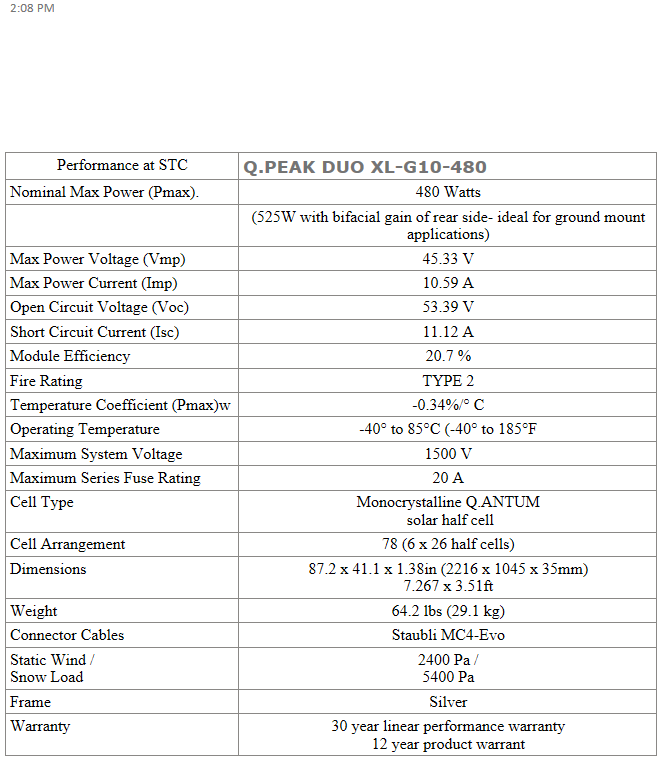 2:08 PM
Performance at STC
Q.PEAK DUO XL-G10-480
Nominal Max Power (Pmax).
480 Watts
(525W with bifacial gain of rear side- ideal for ground mount
applications)
Max Power Voltage (Vmp)
45.33 V
Max Power Current (Imp)
10.59 A
Open Circuit Voltage (Voc)
53.39 V
Short Circuit Current (Isc)
11.12 A
Module Efficiency
20.7 %
Fire Rating
TYPE 2
Temperature Coefficient (Pmax)w
-0.34%/° C
Operating Temperature
-40° to 85°C (-40° to 185°F
Maximum System Voltage
1500 V
Maximum Series Fuse Rating
20 A
Cell Type
Monocrystalline Q.ANTUM
solar half cell
Cell Arrangement
78 (6 x 26 half cells)
Dimensions
87.2 x 41.1 x 1.38in (2216 x 1045 x 35mm)
7.267 x 3.51ft
Weight
64.2 lbs (29.1 kg)
Connector Cables
Staubli MC4-Evo
Static Wind /
Snow Load
2400 Pa /
5400 Pa
Frame
Silver
Warranty
30 year linear performance warranty
12 year product warrant